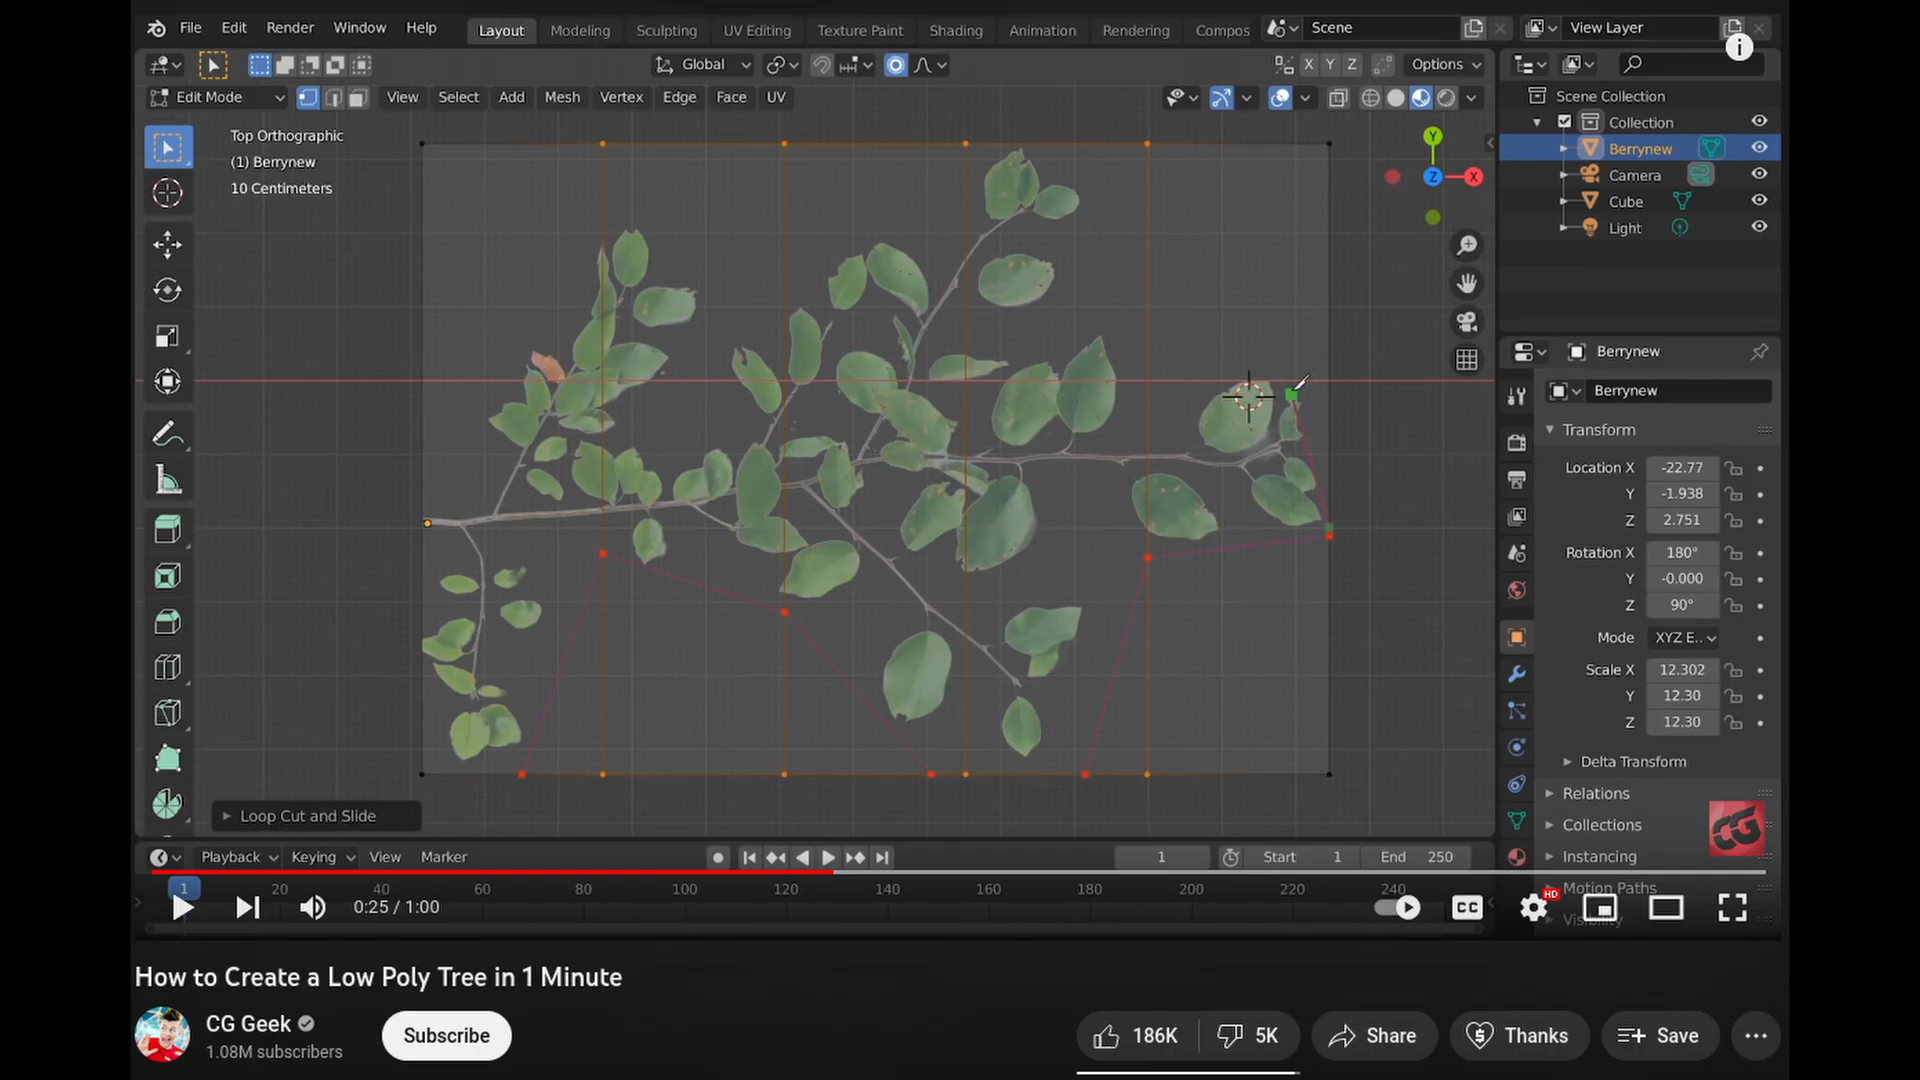 File Edit Render Window Help Layout Modeling Sculpting UV Editing Texture Paint Shading Animation Rendering Compos Scene View Layer
Global X Y Z Options
Edit Mode View Select Add Mesh Vertex Edge Face UV
Top Orthographic
(1) Berrynew
10 Centimeters
Y
Z X
Scene Collection
Collection
Berrynew
Camera
Cube
Light
Berrynew
Berrynew
Transform
Location X -22.77
Y -1.938
Z 2.751
Rotation X 180°
Y -0.000
Z 90°
Mode XYZ E..
Scale X 12.302
Y 12.30
Z 12.30
Delta Transform
Relations
Collections
Instancing
Motion Paths
Visibility
CG
Loop Cut and Slide
Playback Keying View Marker 1 Start 1 End 250
1 20 40 60 80 100 120 140 160 180 200 220 240
0:25 / 1:00 CC HD
How to Create a Low Poly Tree in 1 Minute
CG Geek
1.08M subscribers
Subscribe
186K 5K Share Thanks Save